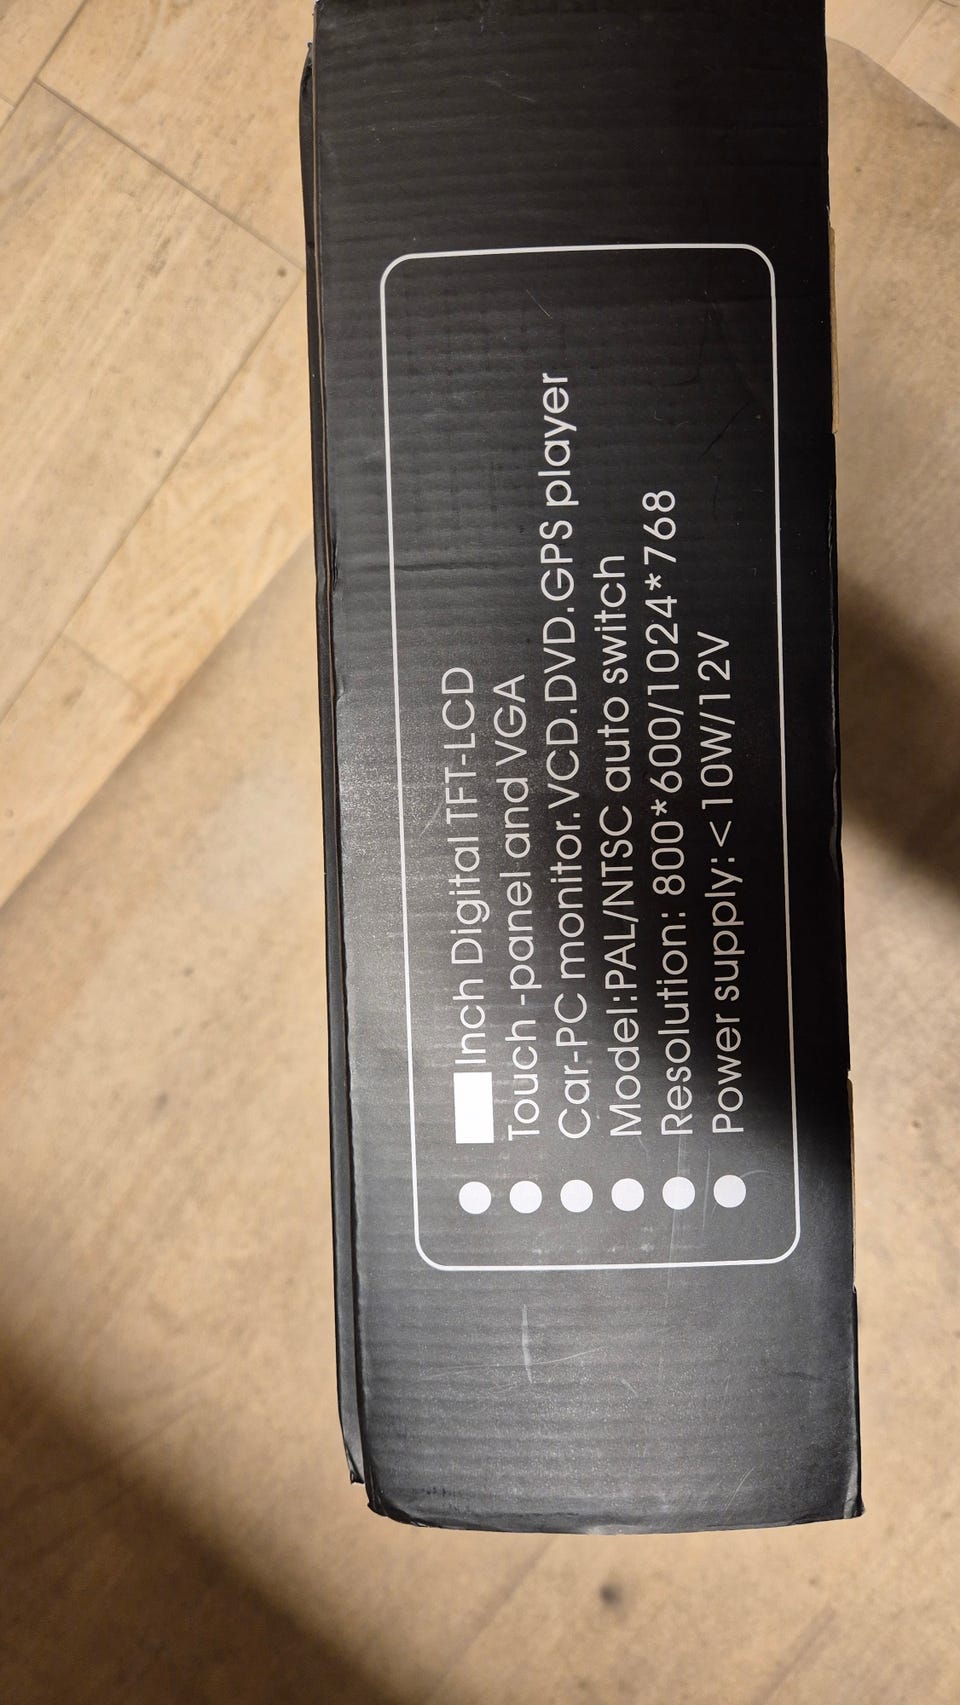 Inch Digital TFT-LCD
Touch -panel and VGA
Car-PC monitor.VCD.DVD.GPS player
Model:PAL/NTSC auto switch
Resolution: 800*600/1024*768
Power supply:<10W/12V